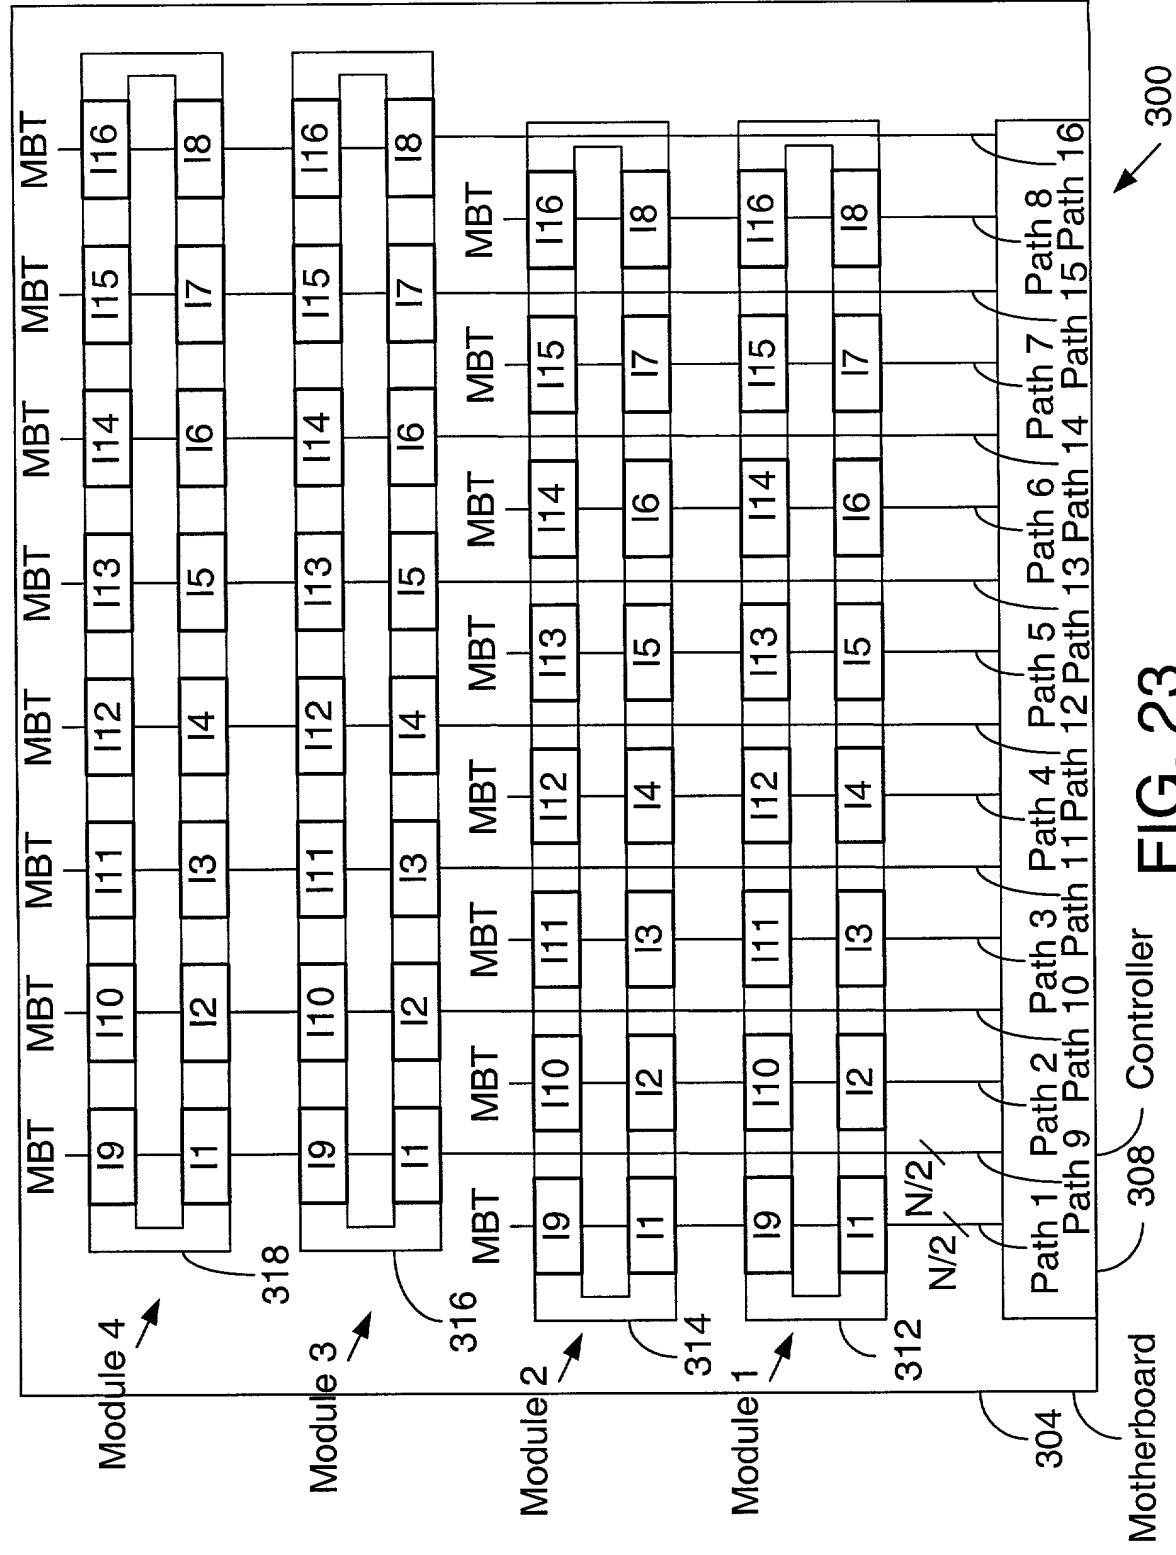 MBT MBT MBT MBT MBT MBT MBT MBT
I9 I10 I11 I12 I13 I14 I15 I16
I1 I2 I3 I4 I5 I6 I7 I8
Module 4
318
I9 I10 I11 I12 I13 I14 I15 I16
I1 I2 I3 I4 I5 I6 I7 I8
Module 3
316
MBT MBT MBT MBT MBT MBT MBT MBT
I9 I10 I11 I12 I13 I14 I15 I16
I1 I2 I3 I4 I5 I6 I7 I8
Module 2
314
I9 I10 I11 I12 I13 I14 I15 I16
I1 I2 I3 I4 I5 I6 I7 I8
Module 1
312
N/2 N/2
Path 1 Path 2 Path 3 Path 4 Path 5 Path 6 Path 7 Path 8
Path 9 Path 10 Path 11 Path 12 Path 13 Path 14 Path 15 Path 16
304
Motherboard
308
Controller
300
FIG. 23